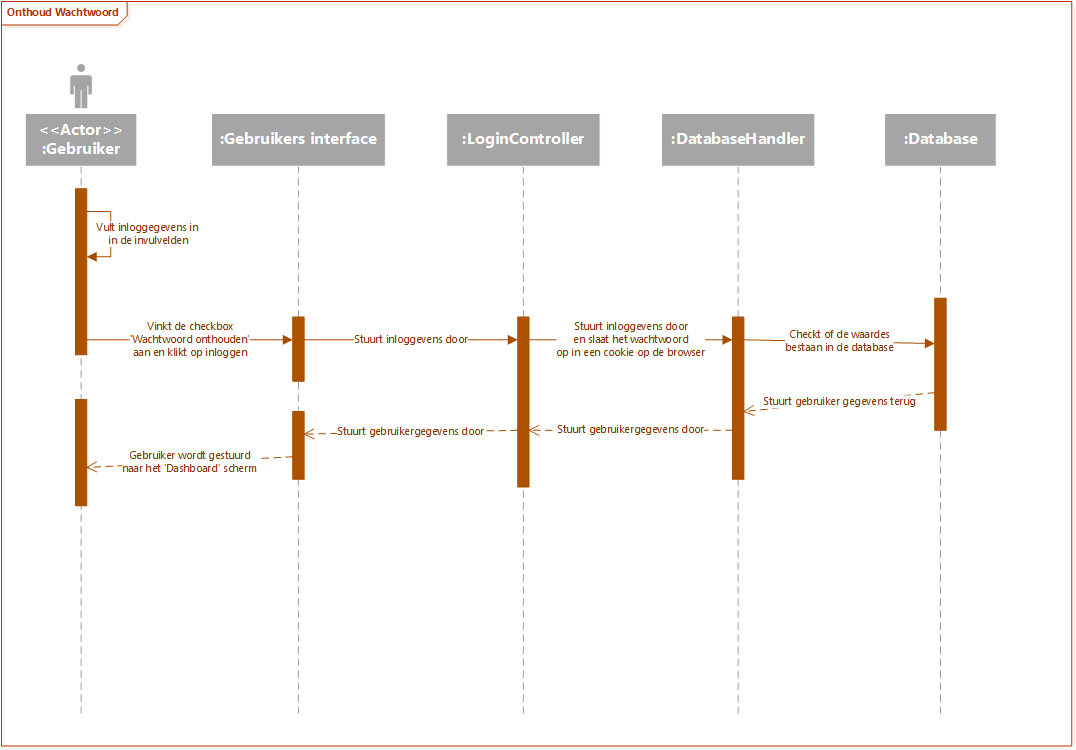 Onthoud Wachtwoord
<<Actor>>
:Gebruiker
:Gebruikers interface
:LoginController
:DatabaseHandler
:Database
Vult inloggegevens in
in de invulvelden
Vinkt de checkbox
'Wachtwoord onthouden'
aan en klikt op inloggen
Stuurt inloggevens door
Stuurt inloggevens door
en slaat het wachtwoord
op in een cookie op de browser
Checkt of de waardes
bestaan in de database
Stuurt gebruiker gegevens terug
Stuurt gebruikergegevens door
Stuurt gebruikergegevens door
Gebruiker wordt gestuurd
naar het 'Dashboard' scherm